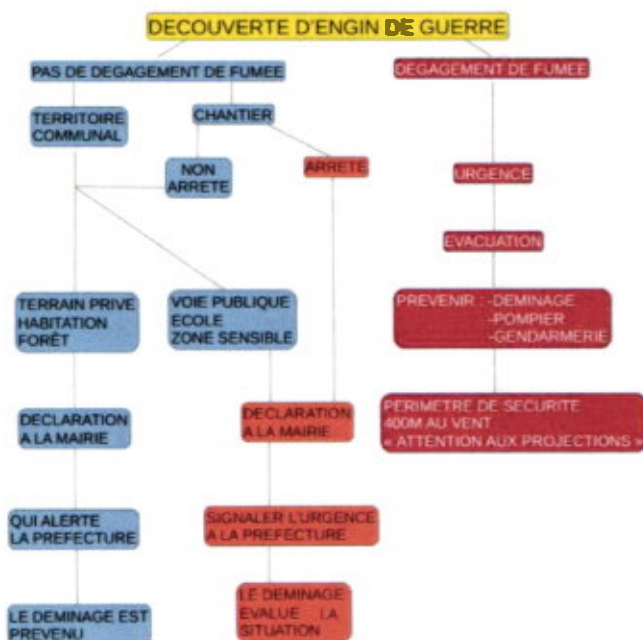 DECOUVERTE D'ENGIN DE GUERRE
PAS DE DEGAGEMENT DE FUMEE
DEGAGEMENT DE FUMEE
TERRITOIRE
COMMUNAL
CHANTIER
NON
ARRETE
ARRETE
URGENCE
EVACUATION
TERRAIN PRIVE
HABITATION
FORÊT
VOIE PUBLIQUE
ECOLE
ZONE SENSIBLE
PREVENIR : -DEMINAGE
-POMPIER
-GENDARMERIE
DECLARATION
A LA MAIRIE
DECLARATION
A LA MAIRIE
PERIMETRE DE SECURITE
400M AU VENT
« ATTENTION AUX PROJECTIONS »
QUI ALERTE
LA PREFECTURE
SIGNALER L'URGENCE
A LA PREFECTURE
LE DEMINAGE EST
PREVENU
LE DEMINAGE
EVALUE LA
SITUATION